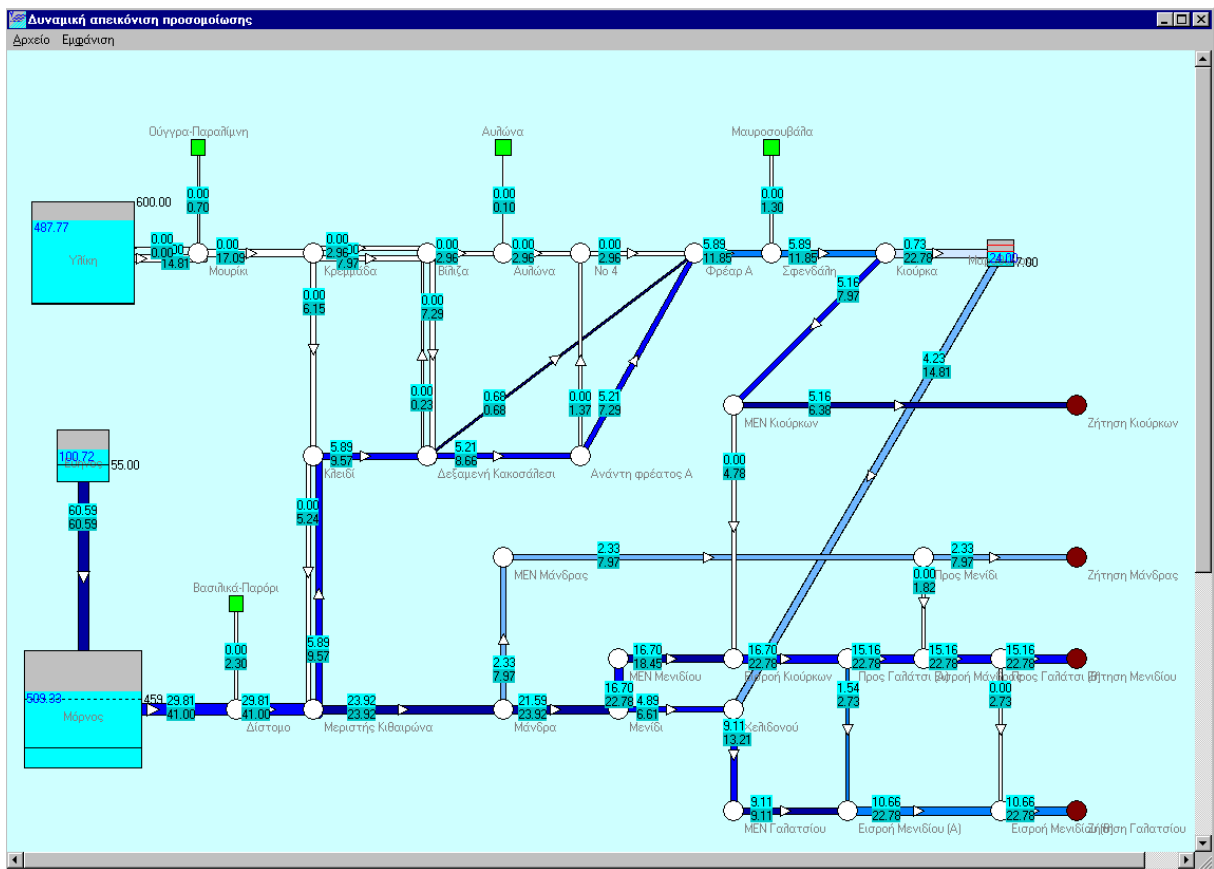 Δυναμική απεικόνιση προσομοίωσης
Αρχείο Εμφάνιση
Ούγγρα-Παραλίμνη
Αυλώνα
Μαυροσουβάλα
0.00
0.70
0.00
0.10
0.00
1.30
600.00
487.77
Υλίκη
0.00
0.00
14.81
0.00
17.09
Μουρίκι
0.00
2.96
7.97
Κρεμμάδα
0.00
2.96
Βίλιζα
0.00
2.96
Αυλώνα
0.00
2.96
Νο 4
5.89
11.85
Φρέαρ Α
5.89
11.85
Σφενδάλη
0.73
22.78
Κιούρκα
24.00
7.00
0.00
6.15
0.00
7.29
5.16
7.97
4.23
14.81
0.00
0.23
0.68
0.68
0.00
1.37
5.21
7.29
5.16
6.38
ΜΕΝ Κιούρκων
Ζήτηση Κιούρκων
100.72
55.00
5.89
9.57
Κλειδί
5.21
8.66
Δεξαμενή Κακοσάλεσι
Ανάντη φρέατος Α
0.00
4.78
60.59
60.59
0.00
5.24
2.33
7.97
ΜΕΝ Μάνδρας
2.33
7.97
Προς Μενίδι
Ζήτηση Μάνδρας
0.00
1.82
Βασιλικά-Παρόρι
0.00
2.30
5.89
9.57
2.33
7.97
16.70
18.45
ΜΕΝ Μενιδίου
16.70
22.78
Εισροή Κιούρκων
15.16
22.78
Προς Γαλάτσι (Α)
15.16
22.78
Εισροή Μάνδρας
15.16
22.78
Προς Γαλάτσι (Β)
Ζήτηση Μενιδίου
509.33
459
Μόρνος
29.81
41.00
29.81
41.00
Δίστομο
23.92
23.92
Μεριστής Κιθαιρώνα
21.59
23.92
Μάνδρα
16.70
22.78
4.89
6.61
Μενίδι
Χελιδονού
1.54
2.73
0.00
2.73
9.11
13.21
9.11
9.11
ΜΕΝ Γαλατσίου
10.66
22.78
Εισροή Μενιδίου (Α)
10.66
22.78
Εισροή Μενιδίου (Β)
Ζήτηση Γαλατσίου